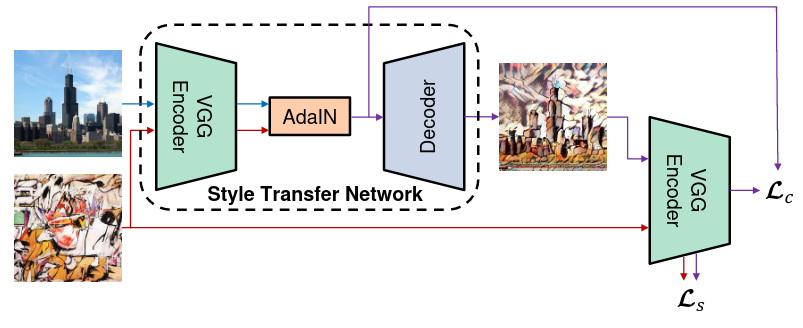 VGG
Encoder
AdaIN
Decoder
Style Transfer Network
VGG
Encoder
ℒc
ℒs